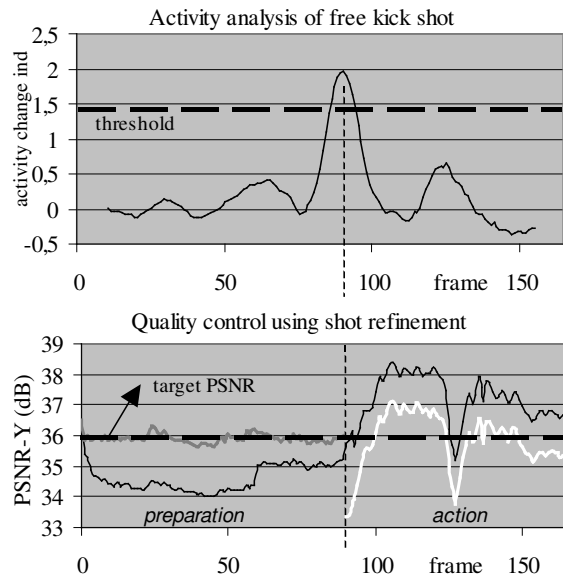 Activity analysis of free kick shot
activity change ind
2,5
2
1,5
1
0,5
0
-0,5
threshold
0 50 100 frame 150
Quality control using shot refinement
PSNR-Y (dB)
39
38
37
36
35
34
33
target PSNR
preparation action
0 50 100 frame 150